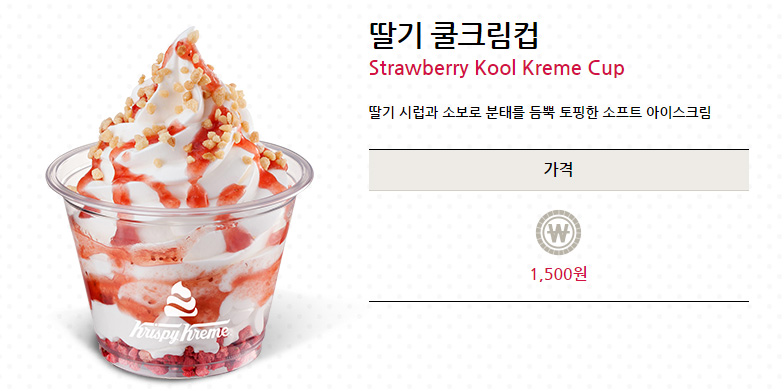 딸기 쿨크림컵
Strawberry Kool Kreme Cup
딸기 시럽과 소보로 분태를 듬뿍 토핑한 소프트 아이스크림
가격
₩
1,500원
Krispy Kreme